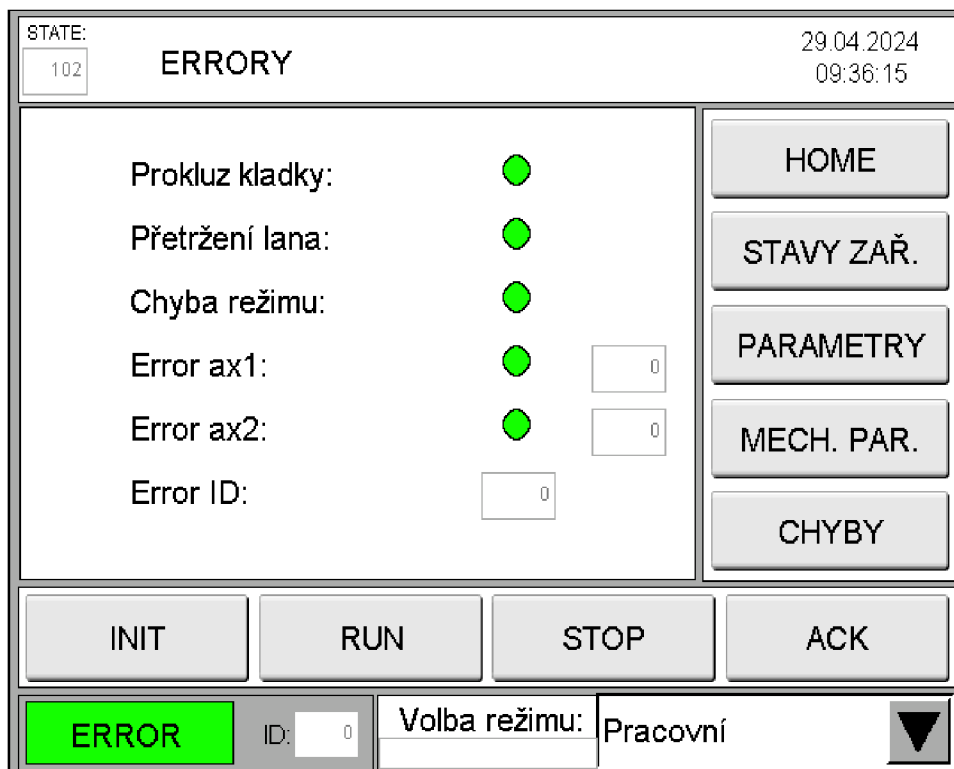 STATE:
102
ERRORY
29.04.2024
09:36:15
Prokluz kladky:
Přetržení lana:
Chyba režimu:
Error ax1: 0
Error ax2: 0
Error ID: 0
HOME
STAVY ZAŘ.
PARAMETRY
MECH. PAR.
CHYBY
INIT RUN STOP ACK
ERROR ID: 0 Volba režimu: Pracovní